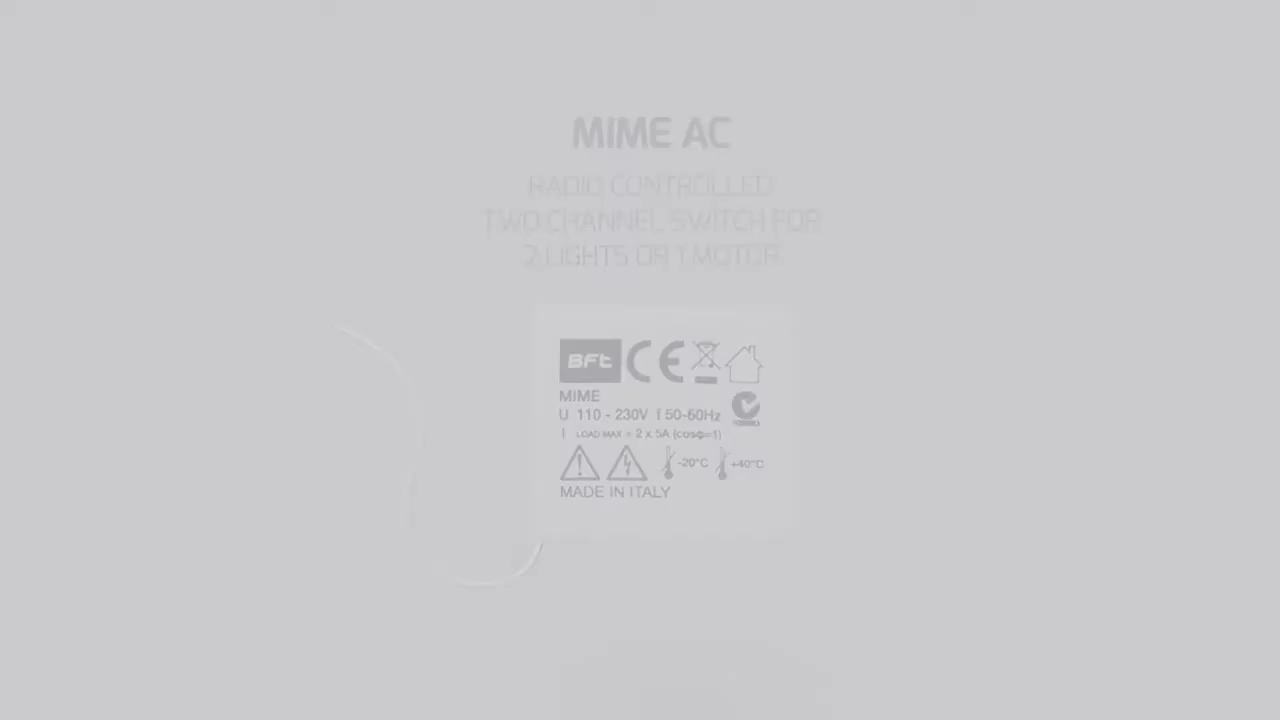 MIME AC
RADIO CONTROLLED
TWO CHANNEL SWITCH FOR
2 LIGHTS OR 1 MOTOR
BFt CE
MIME
U 110 - 230V f 50-60Hz
I LOAD MAX = 2 x 5A (cosφ=1)
-20°C +40°C
MADE IN ITALY